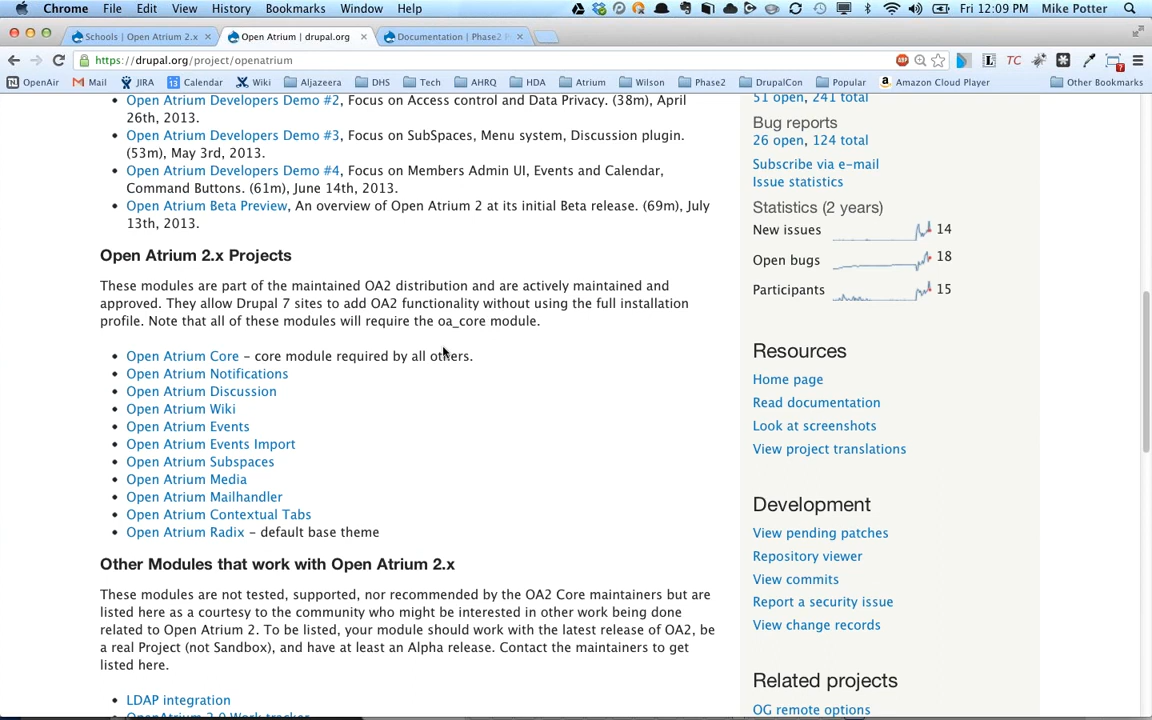 Chrome File Edit View History Bookmarks Window Help Fri 12:09 PM Mike Potter
Schools | Open Atrium 2.x × Open Atrium | drupal.org × Documentation | Phase2 ×
https://drupal.org/project/openatrium
OpenAir Mail JIRA Calendar Wiki Aljazeera DHS Tech AHRQ HDA Atrium Wilson Phase2 DrupalCon Popular Amazon Cloud Player Other Bookmarks
Open Atrium Developers Demo #2, Focus on Access control and Data Privacy. (38m), April
26th, 2013.
Open Atrium Developers Demo #3, Focus on SubSpaces, Menu system, Discussion plugin.
(53m), May 3rd, 2013.
Open Atrium Developers Demo #4, Focus on Members Admin UI, Events and Calendar,
Command Buttons. (61m), June 14th, 2013.
Open Atrium Beta Preview, An overview of Open Atrium 2 at its initial Beta release. (69m), July
13th, 2013.
Open Atrium 2.x Projects
These modules are part of the maintained OA2 distribution and are actively maintained and
approved. They allow Drupal 7 sites to add OA2 functionality without using the full installation
profile. Note that all of these modules will require the oa_core module.
Open Atrium Core – core module required by all others.
Open Atrium Notifications
Open Atrium Discussion
Open Atrium Wiki
Open Atrium Events
Open Atrium Events Import
Open Atrium Subspaces
Open Atrium Media
Open Atrium Mailhandler
Open Atrium Contextual Tabs
Open Atrium Radix – default base theme
Other Modules that work with Open Atrium 2.x
These modules are not tested, supported, nor recommended by the OA2 Core maintainers but are
listed here as a courtesy to the community who might be interested in other work being done
related to Open Atrium 2. To be listed, your module should work with the latest release of OA2, be
a real Project (not Sandbox), and have at least an Alpha release. Contact the maintainers to get
listed here.
LDAP integration
OpenAtrium 2.0 Work tracker
51 open, 241 total
Bug reports
26 open, 124 total
Subscribe via e-mail
Issue statistics
Statistics (2 years)
New issues 14
Open bugs 18
Participants 15
Resources
Home page
Read documentation
Look at screenshots
View project translations
Development
View pending patches
Repository viewer
View commits
Report a security issue
View change records
Related projects
OG remote options